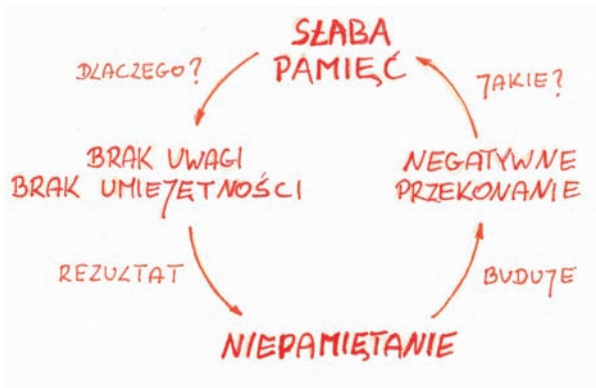 SŁABA
PAMIĘĆ
DLACZEGO?
JAKIE?
BRAK UWAGI
BRAK UMIEJĘTNOŚCI
NEGATYWNE
PRZEKONANIE
REZULTAT
BUDUJE
NIEPAMIĘTANIE